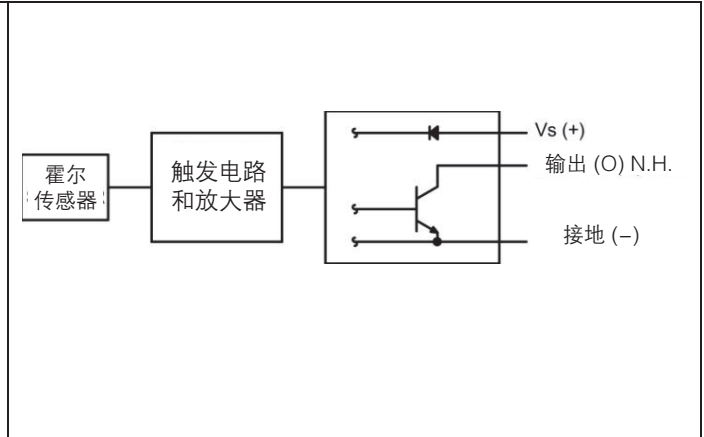 霍尔
传感器
触发电路
和放大器
Vs (+)
输出 (O) N.H.
接地 (–)